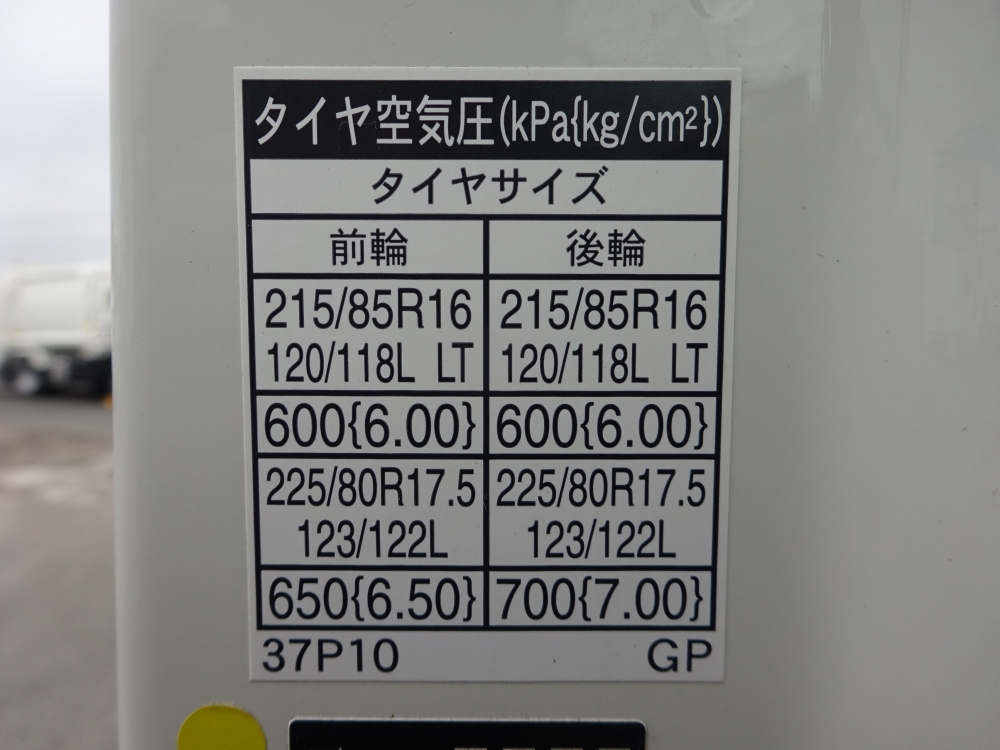 タイヤ空気圧(kPa{kg/cm²})
タイヤサイズ
前輪 後輪
215/85R16 215/85R16
120/118L LT 120/118L LT
600{6.00} 600{6.00}
225/80R17.5 225/80R17.5
123/122L 123/122L
650{6.50} 700{7.00}
37P10 GP